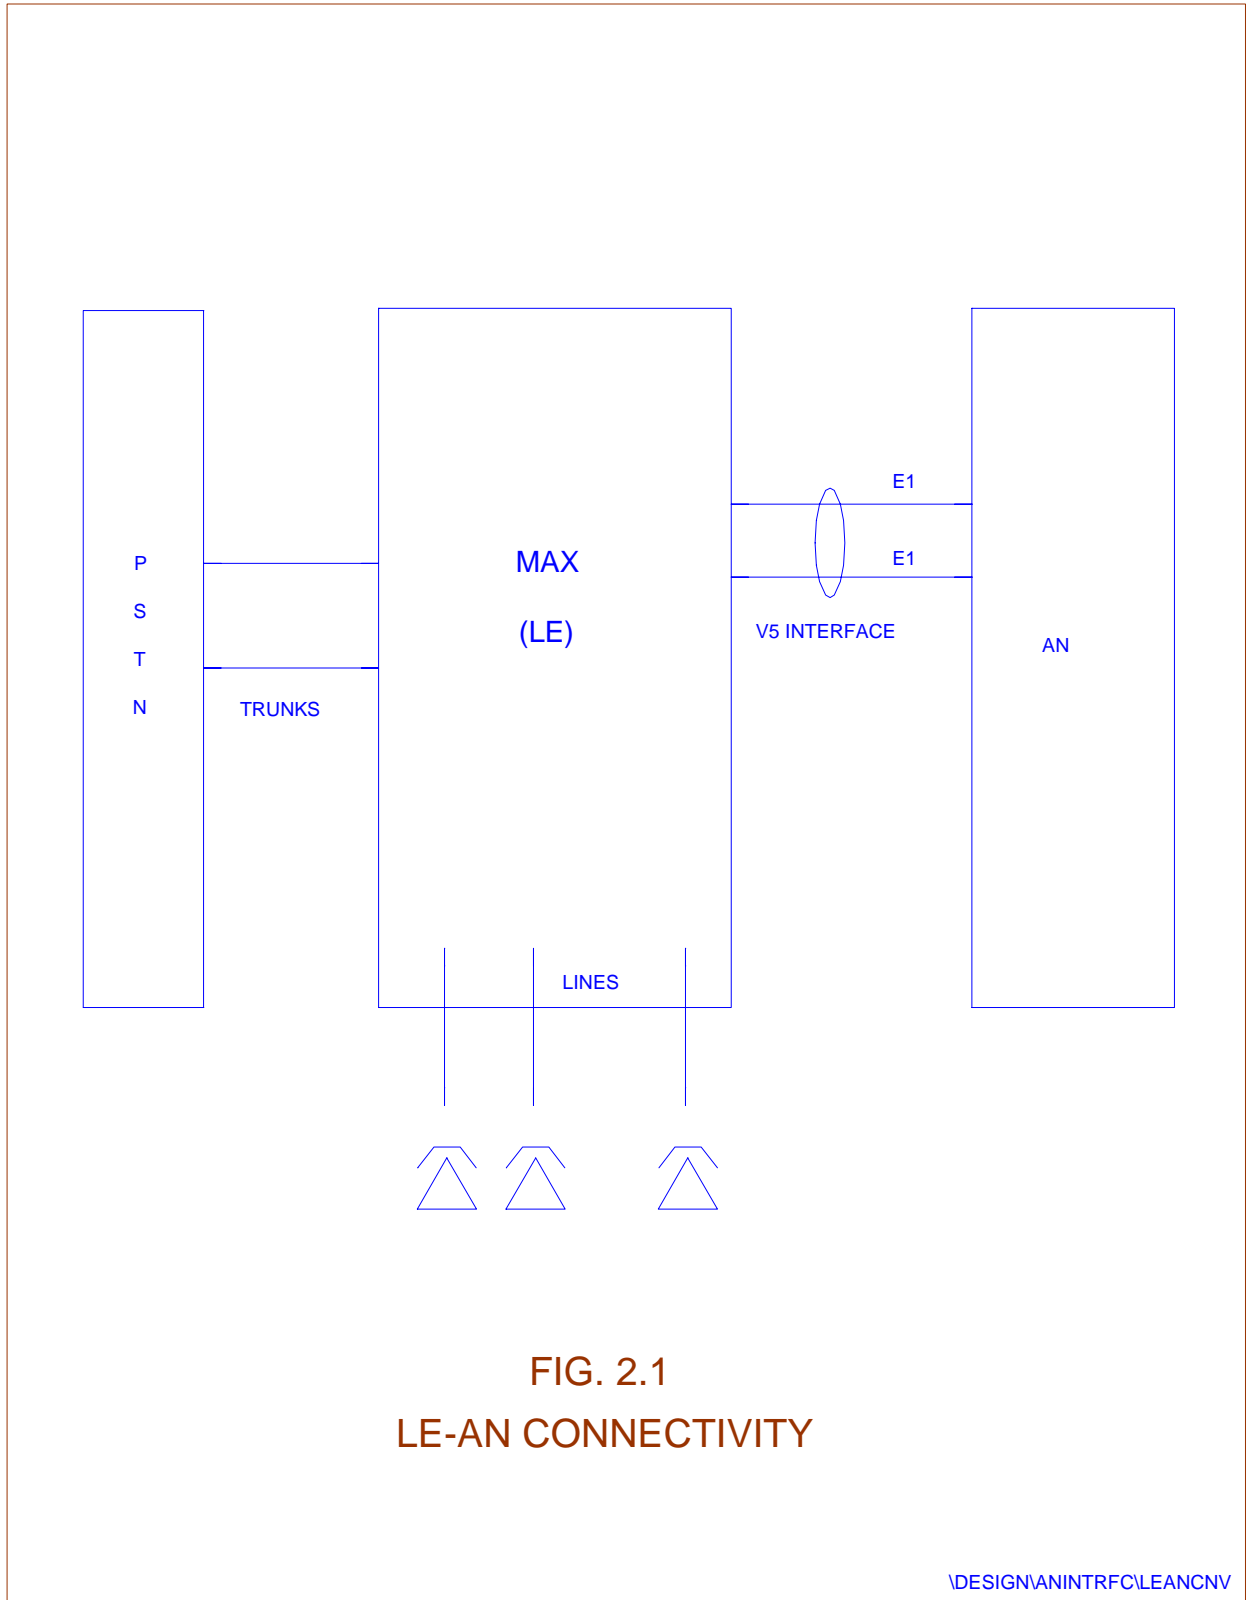 P
S
T
N
TRUNKS
MAX
(LE)
LINES
E1
E1
V5 INTERFACE
AN
FIG. 2.1
LE-AN CONNECTIVITY
\DESIGN\ANINTRFC\LEANCNV